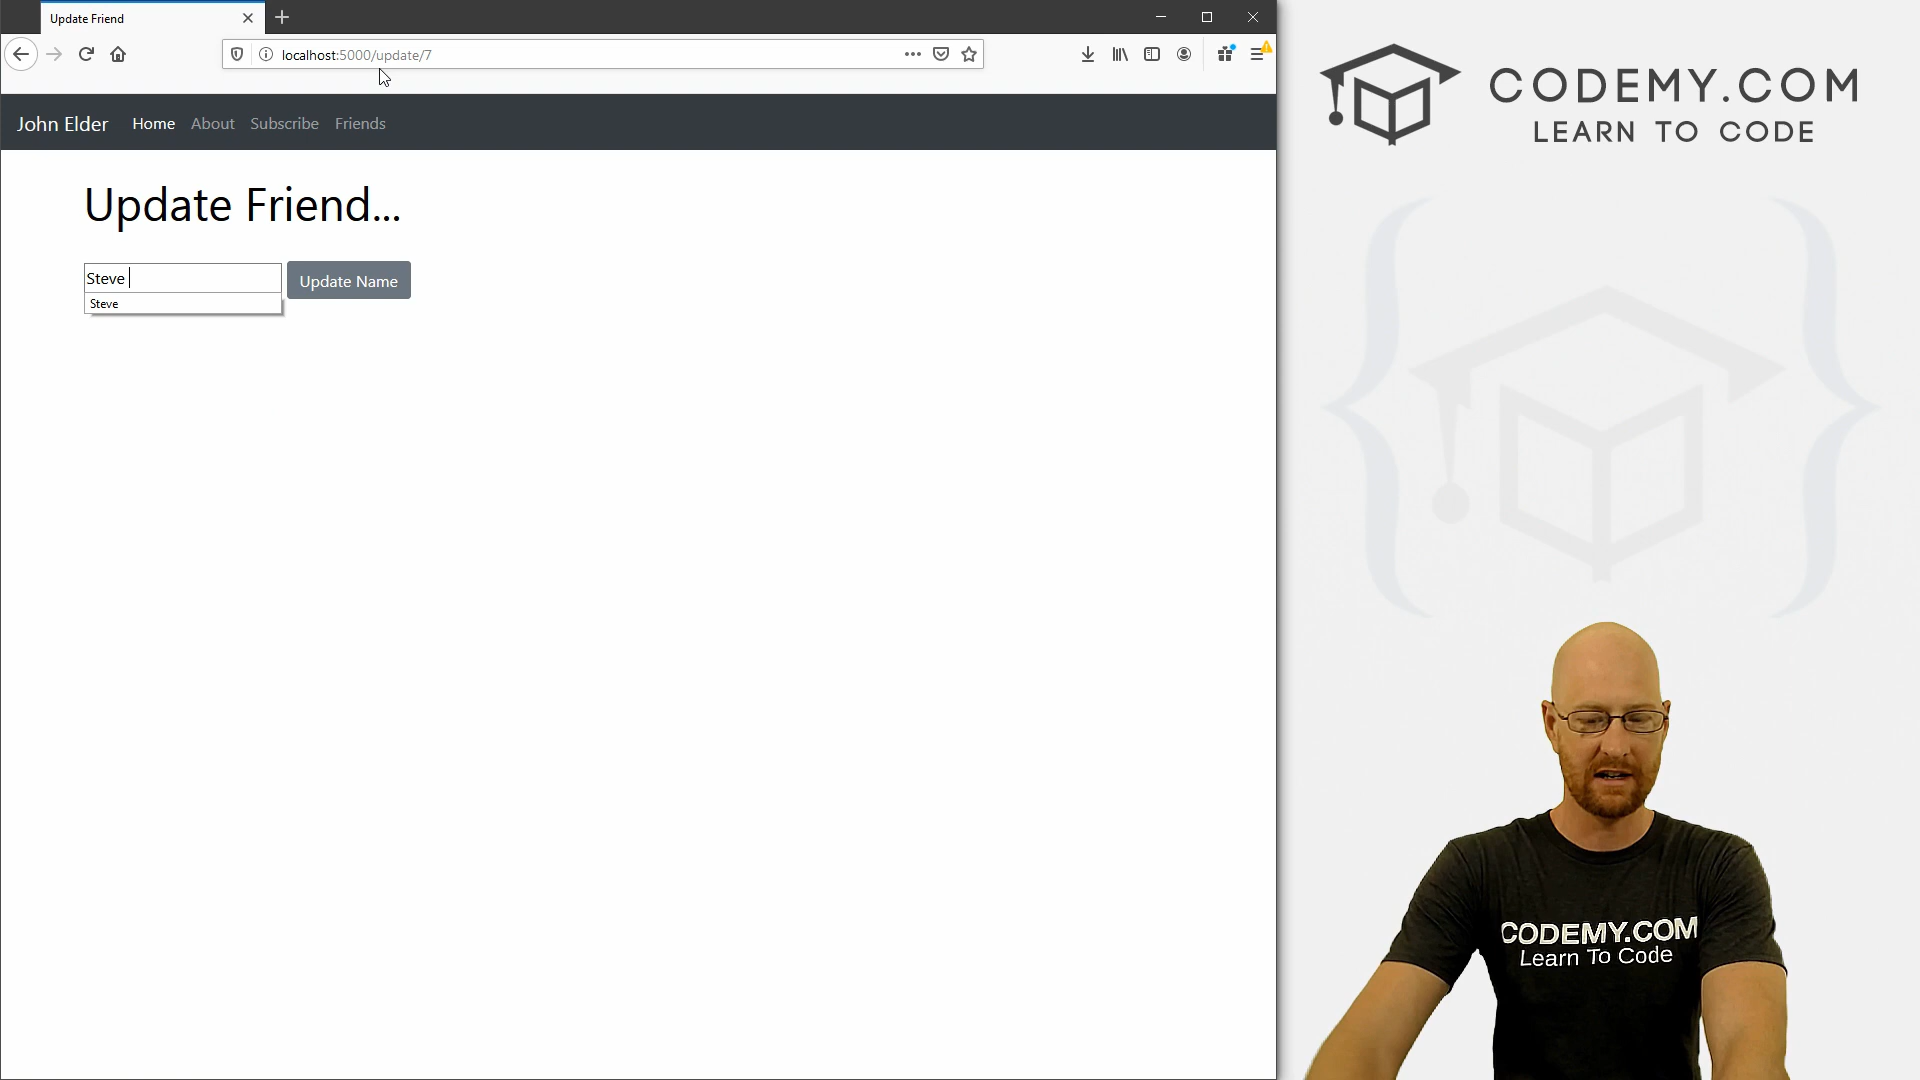 Update Friend
localhost:5000/update/7
John Elder Home About Subscribe Friends
Update Friend...
Steve
Update Name
Steve
CODEMY.COM
LEARN TO CODE
CODEMY.COM
Learn To Code